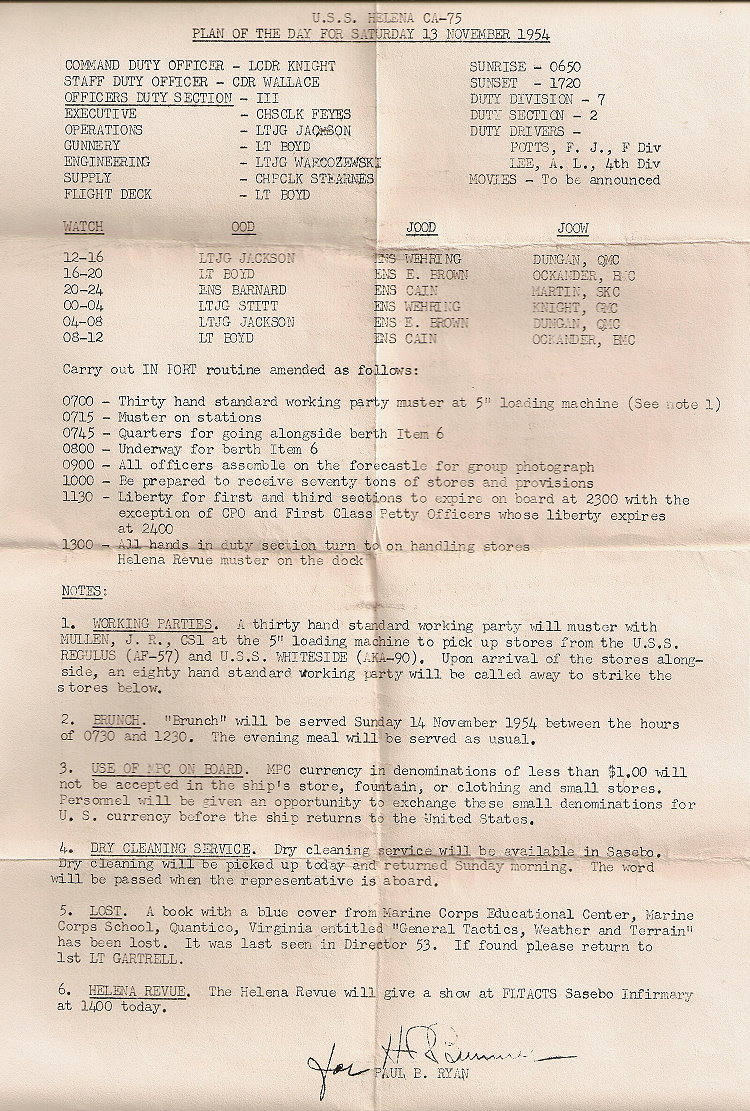 U.S.S. HELENA CA-75
PLAN OF THE DAY FOR SATURDAY 13 NOVEMBER 1954
COMMAND DUTY OFFICER - LCDR KNIGHT
STAFF DUTY OFFICER - CDR WALLACE
OFFICERS DUTY SECTION - III
EXECUTIVE - CHSCLK FEYES
OPERATIONS - LTJG JACKSON
GUNNERY - LT BOYD
ENGINEERING - LTJG WARCOZEWSKI
SUPPLY - CHPCLK STEARNES
FLIGHT DECK - LT BOYD
SUNRISE - 0650
SUNSET - 1720
DUTY DIVISION - 7
DUTY SECTION - 2
DUTY DRIVERS -
POTTS, F. J., F Div
LEE, A. L., 4th Div
MOVIES - To be announced
WATCH OOD JOOD JOOW
12-16 LTJG JACKSON ENS WEHRING DUNGAN, QMC
16-20 LT BOYD ENS E. BROWN OCKANDER, BMC
20-24 ENS BARNARD ENS CAIN MARTIN, SKC
00-04 LTJG STITT ENS WEHRING KNIGHT, GMC
04-08 LTJG JACKSON ENS E. BROWN DUNGAN, QMC
08-12 LT BOYD ENS CAIN OCKANDER, BMC
Carry out IN PORT routine amended as follows:
0700 - Thirty hand standard working party muster at 5" loading machine (See note 1)
0715 - Muster on stations
0745 - Quarters for going alongside berth Item 6
0800 - Underway for berth Item 6
0900 - All officers assemble on the forecastle for group photograph
1000 - Be prepared to receive seventy tons of stores and provisions
1130 - Liberty for first and third sections to expire on board at 2300 with the
exception of CPO and First Class Petty Officers whose liberty expires
at 2400
1300 - All hands in duty section turn to on handling stores
Helena Revue muster on the dock
NOTES:
1. WORKING PARTIES. A thirty hand standard working party will muster with
MULLEN, J. R., CS1 at the 5" loading machine to pick up stores from the U.S.S.
REGULUS (AF-57) and U.S.S. WHITESIDE (AKA-90). Upon arrival of the stores along-
side, an eighty hand standard working party will be called away to strike the
stores below.
2. BRUNCH. "Brunch" will be served Sunday 14 November 1954 between the hours
of 0730 and 1230. The evening meal will be served as usual.
3. USE OF MPC ON BOARD. MPC currency in denominations of less than $1.00 will
not be accepted in the ship's store, fountain, or clothing and small stores.
Personnel will be given an opportunity to exchange these small denominations for
U. S. currency before the ship returns to the United States.
4. DRY CLEANING SERVICE. Dry cleaning service will be available in Sasebo.
Dry cleaning will be picked up today and returned Sunday morning. The word
will be passed when the representative is aboard.
5. LOST. A book with a blue cover from Marine Corps Educational Center, Marine
Corps School, Quantico, Virginia entitled "General Tactics, Weather and Terrain"
has been lost. It was last seen in Director 53. If found please return to
1st LT GARTRELL.
6. HELENA REVUE. The Helena Revue will give a show at FLTACTS Sasebo Infirmary
at 1400 today.
for
PAUL B. RYAN